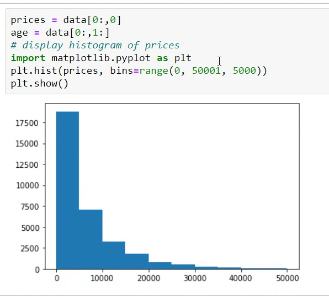 prices = data[0:,0]
age = data[0:,1:]
# display histogram of prices
import matplotlib.pyplot as plt
plt.hist(prices, bins=range(0, 50001, 5000))
plt.show()
17500
15000
12500
10000
7500
5000
2500
0
0 10000 20000 30000 40000 50000